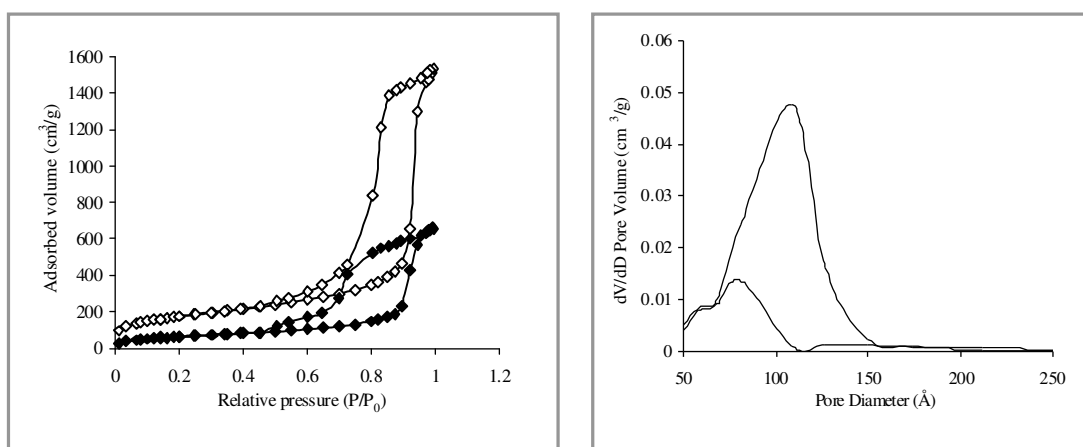 1600
1400
1200
1000
800
600
400
200
0
Adsorbed volume (cm³/g)
0 0.2 0.4 0.6 0.8 1 1.2
Relative pressure (P/P₀)
0.06
0.05
0.04
0.03
0.02
0.01
0
dV/dD Pore Volume (cm ³/g)
50 100 150 200 250
Pore Diameter (Å)